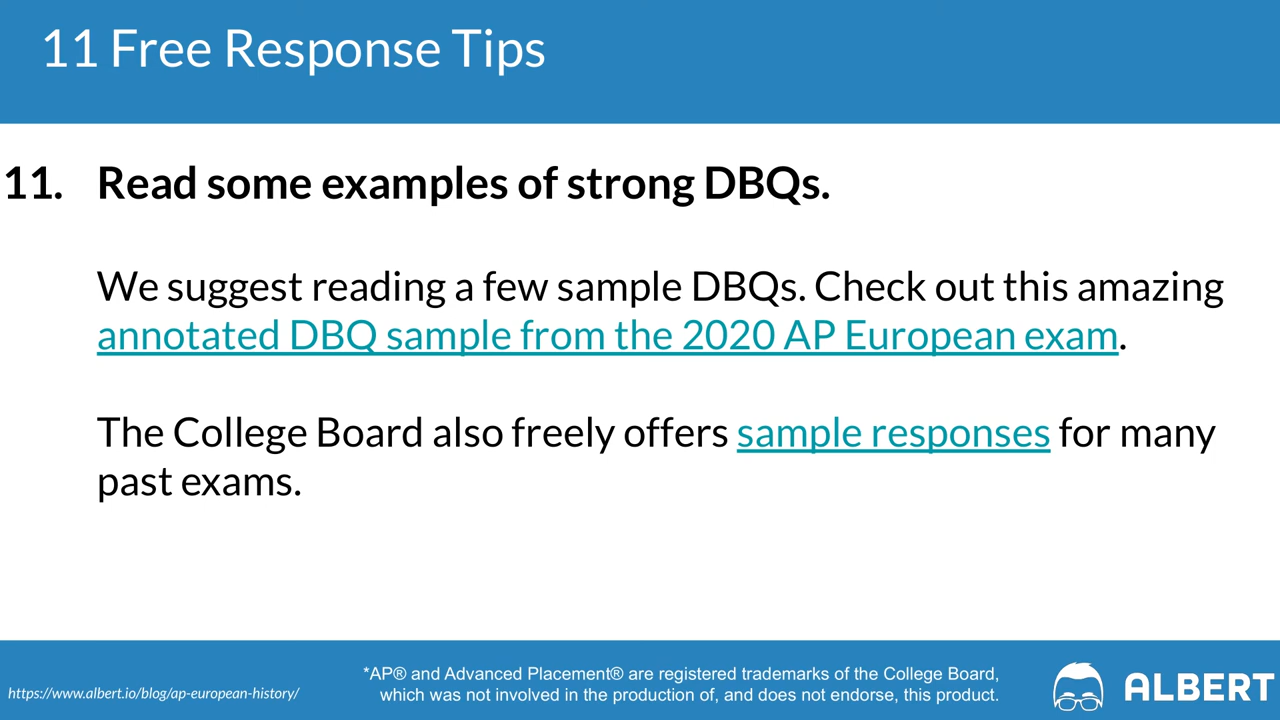 11 Free Response Tips
11. Read some examples of strong DBQs.
We suggest reading a few sample DBQs. Check out this amazing
annotated DBQ sample from the 2020 AP European exam.
The College Board also freely offers sample responses for many
past exams.
https://www.albert.io/blog/ap-european-history/
*AP® and Advanced Placement® are registered trademarks of the College Board,
which was not involved in the production of, and does not endorse, this product.
ALBERT